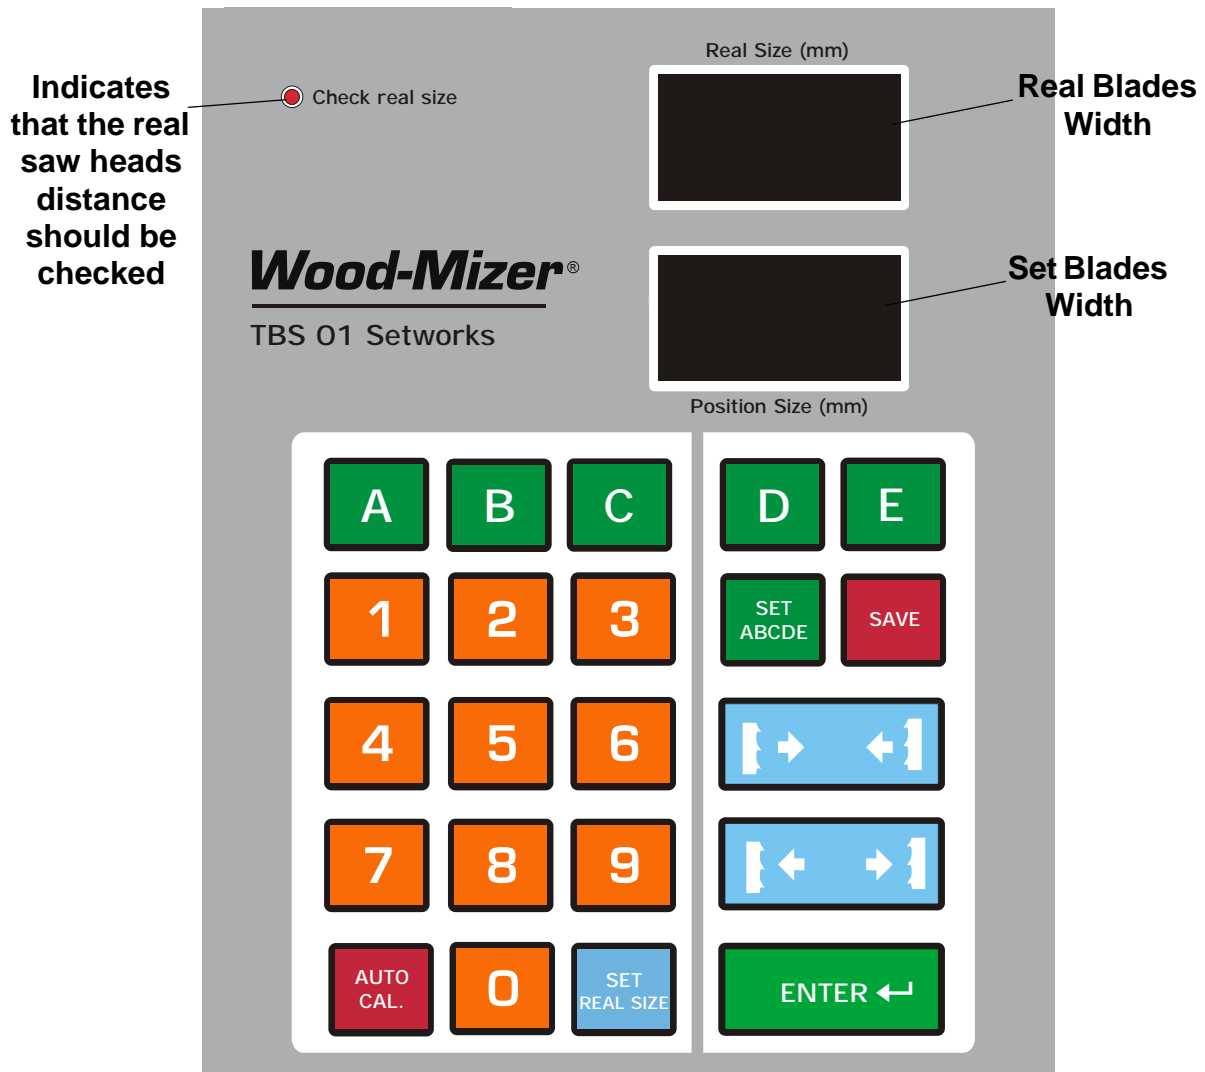 Real Size (mm)
Indicates
that the real
saw heads
distance
should be
checked
Check real size
Real Blades
Width
Wood-Mizer®
TBS 01 Setworks
Set Blades
Width
Position Size (mm)
A B C D E
1 2 3
SET
ABCDE
SAVE
4 5 6
7 8 9
AUTO
CAL.
0
SET
REAL SIZE
ENTER